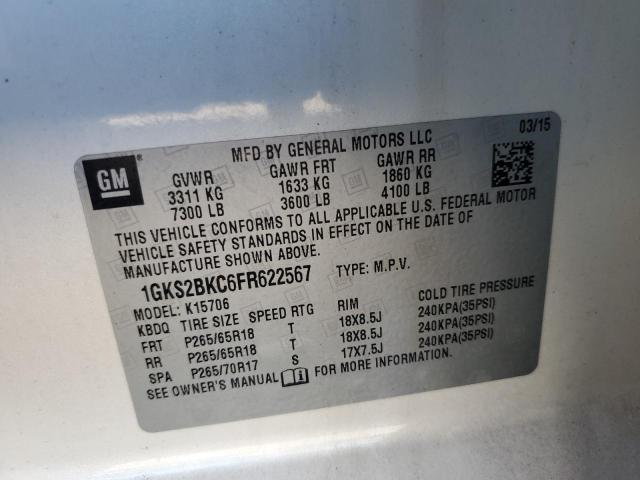 GM
MFD BY GENERAL MOTORS LLC
03/15
GVWR GAWR FRT GAWR RR
3311 KG 1633 KG 1860 KG
7300 LB 3600 LB 4100 LB
THIS VEHICLE CONFORMS TO ALL APPLICABLE U.S. FEDERAL MOTOR
VEHICLE SAFETY STANDARDS IN EFFECT ON THE DATE OF
MANUFACTURE SHOWN ABOVE.
1GKS2BKC6FR622567 TYPE: M.P.V.
MODEL: K15706
KBDQ TIRE SIZE SPEED RTG RIM COLD TIRE PRESSURE
FRT P265/65R18 T 18X8.5J 240KPA(35PSI)
RR P265/65R18 T 18X8.5J 240KPA(35PSI)
SPA P265/70R17 S 17X7.5J 240KPA(35PSI)
SEE OWNER'S MANUAL FOR MORE INFORMATION.